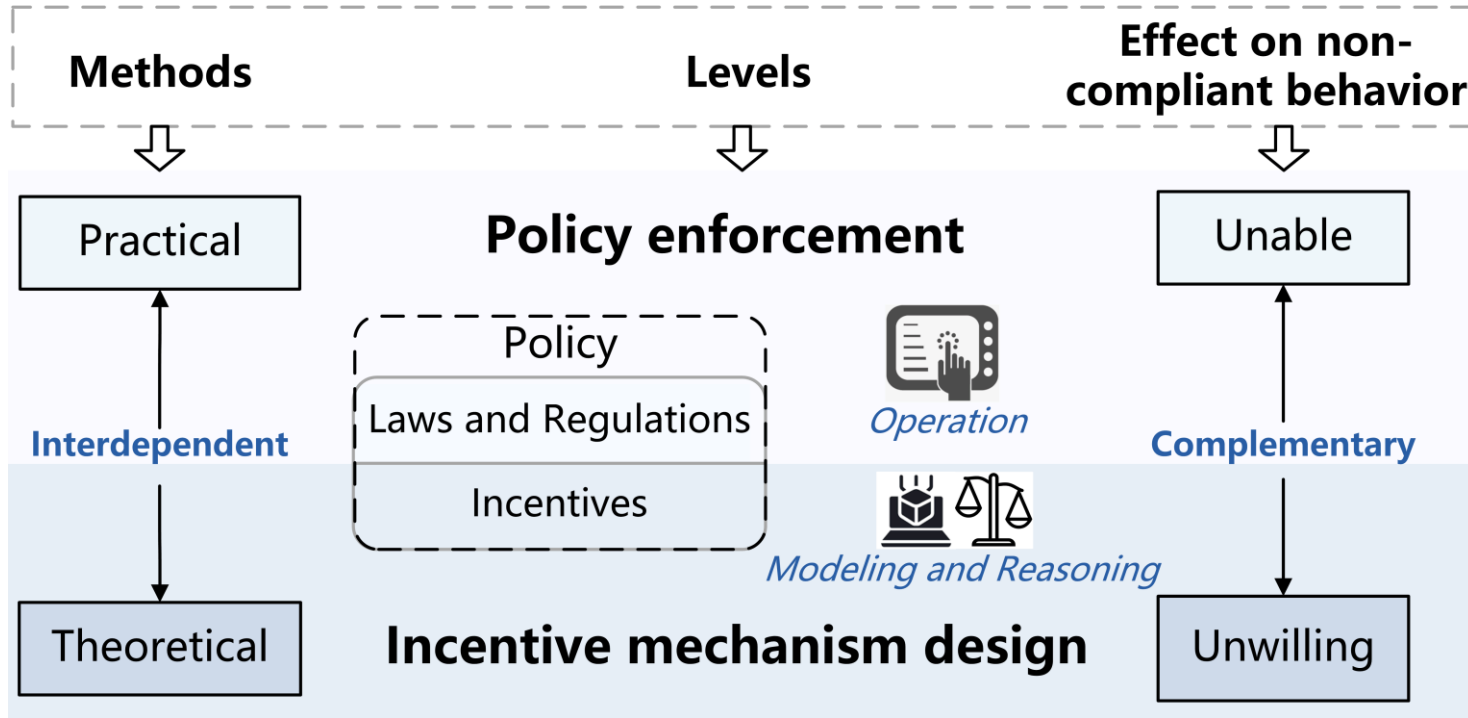 Methods
Levels
Effect on non-
compliant behavior
Practical
Policy enforcement
Unable
Policy
Laws and Regulations
Operation
Interdependent
Complementary
Incentives
Modeling and Reasoning
Theoretical
Incentive mechanism design
Unwilling